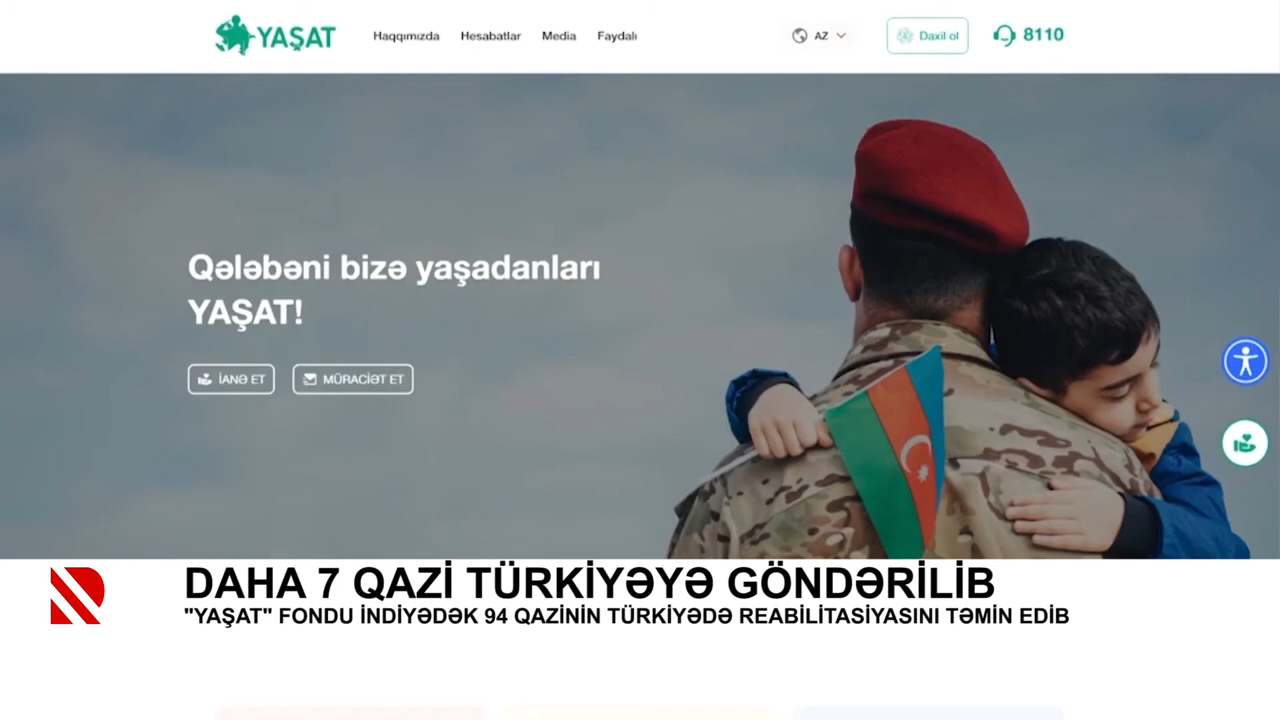 YAŞAT
Haqqımızda Hesabatlar Media Faydalı
AZ
Daxil ol
8110
Qələbəni bizə yaşadanları
YAŞAT!
İANƏ ET
MÜRACİƏT ET
DAHA 7 QAZİ TÜRKİYƏYƏ GÖNDƏRİLİB
"YAŞAT" FONDU İNDİYƏDƏK 94 QAZİNİN TÜRKİYƏDƏ REABİLİTASİYASINI TƏMİN EDİB